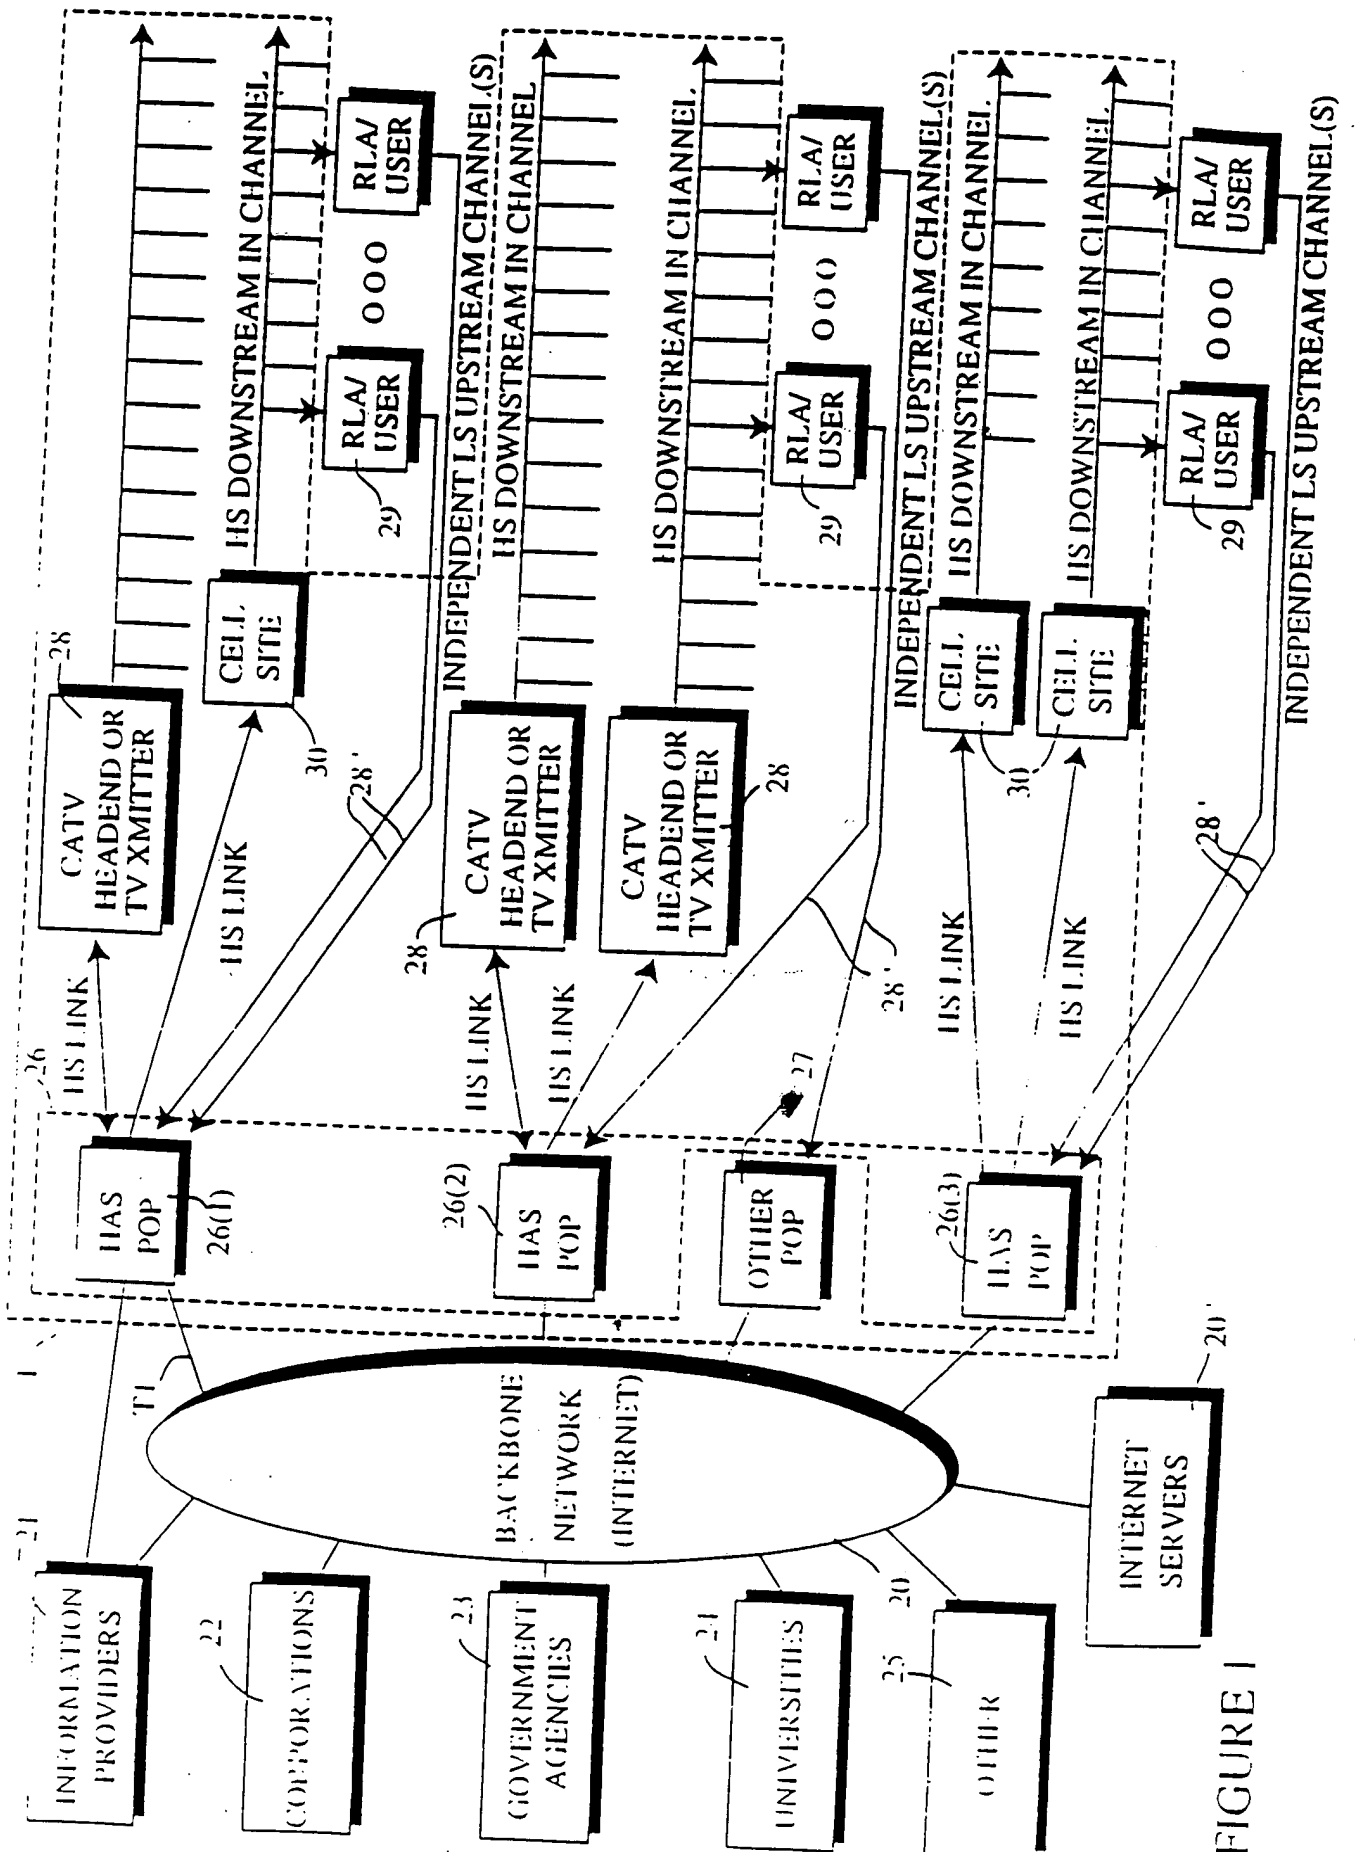 21
INFORMATION
PROVIDERS
22
CORPORATIONS
23
GOVERNMENT
AGENCIES
24
UNIVERSITIES
25
OTHER
T1
BACKBONE
NETWORK
(INTERNET)
20
INTERNET
SERVERS
20'
1
26
HAS
POP
26(1)
HAS
POP
26(2)
OTHER
POP
27
HAS
POP
26(3)
HS LINK
HS LINK
HS LINK
HS LINK
HS LINK
HS LINK
CATV
HEADEND OR
TV XMITTER
28
CELL
SITE
30
28'
CATV
HEADEND OR
TV XMITTER
28
CATV
HEADEND OR
TV XMITTER
28
28'
CELL
SITE
CELL
SITE
30
28'
HS DOWNSTREAM IN CHANNEL
RLA/
USER
29
OOO
RLA/
USER
INDEPENDENT LS UPSTREAM CHANNEL(S)
HS DOWNSTREAM IN CHANNEL
HS DOWNSTREAM IN CHANNEL
RLA/
USER
29
OOO
RLA/
USER
INDEPENDENT LS UPSTREAM CHANNEL(S)
HS DOWNSTREAM IN CHANNEL
HS DOWNSTREAM IN CHANNEL
RLA/
USER
29
OOO
RLA/
USER
INDEPENDENT LS UPSTREAM CHANNEL(S)
FIGURE 1